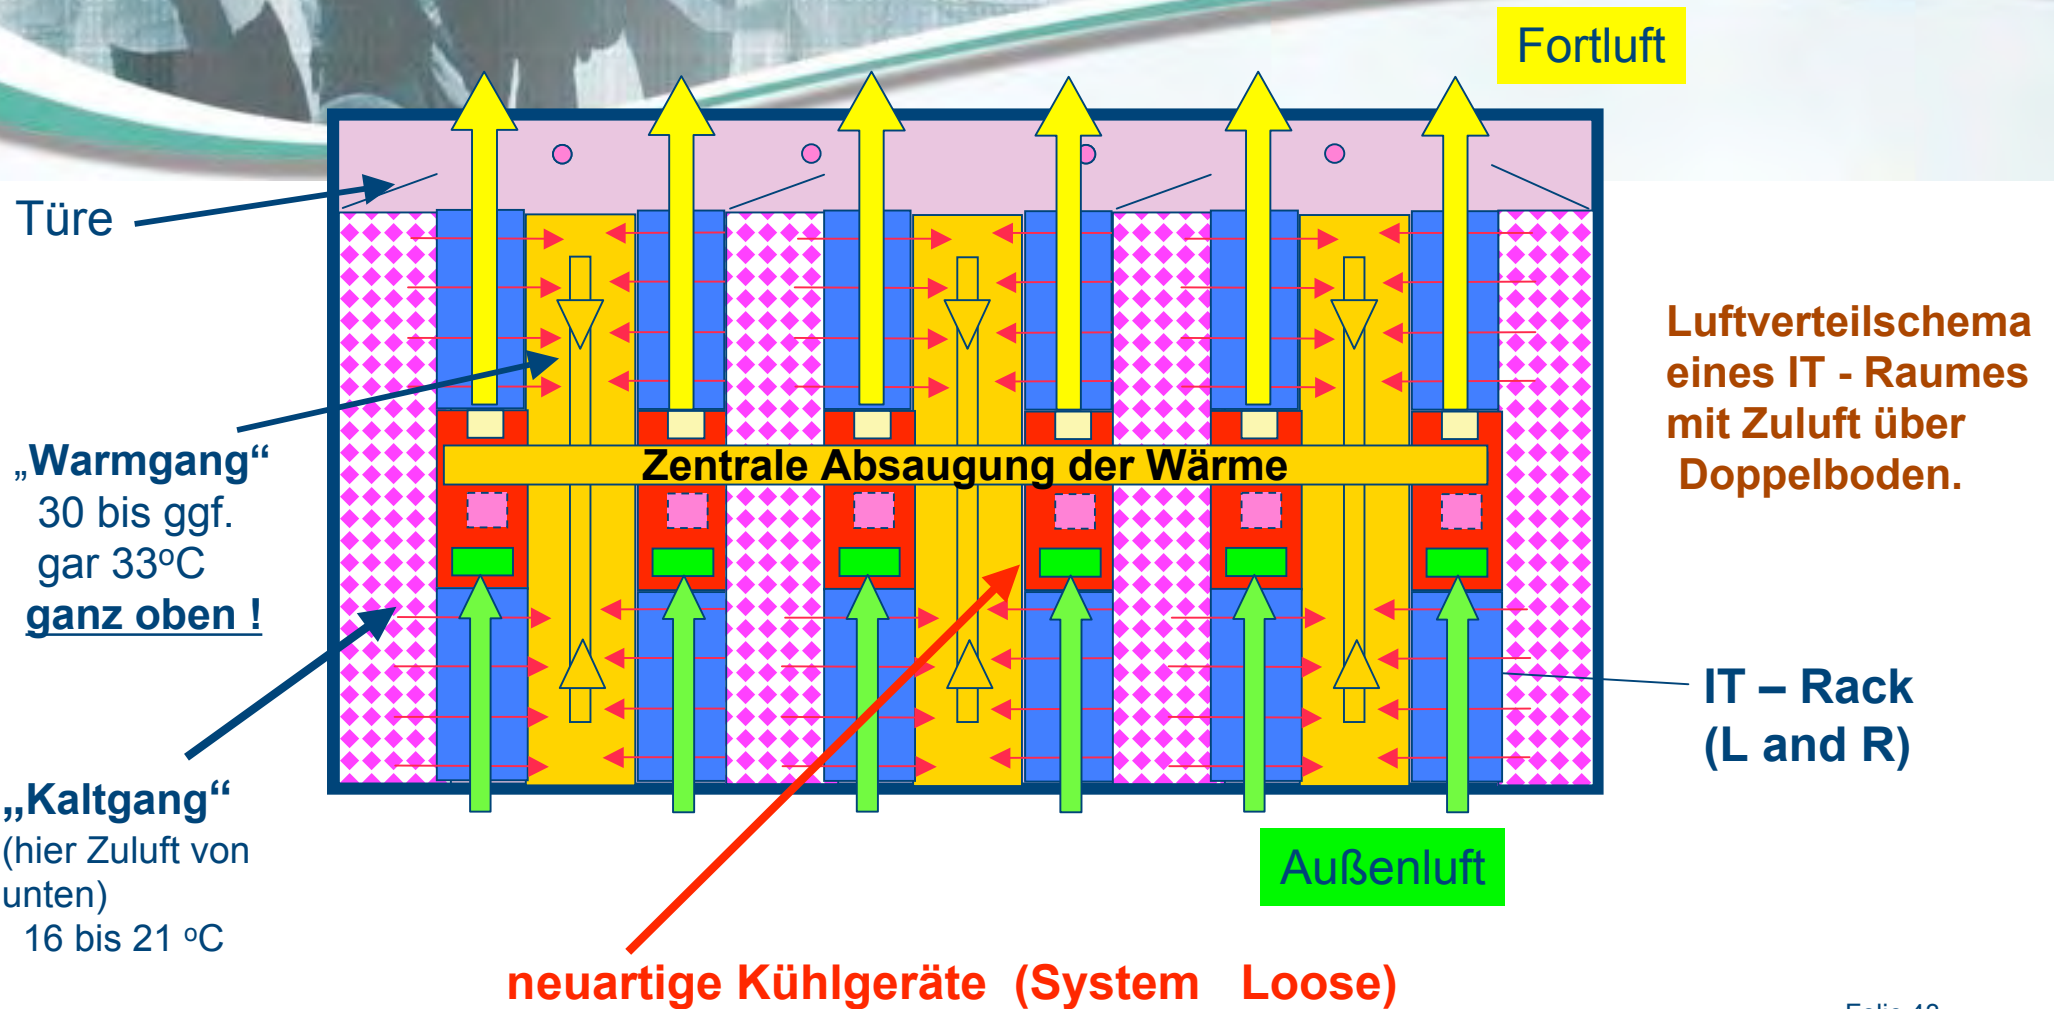 Fortluft
Türe
Luftverteilschema
eines IT - Raumes
mit Zuluft über
Doppelboden.
„Warmgang“
30 bis ggf.
gar 33ºC
ganz oben !
Zentrale Absaugung der Wärme
IT – Rack
(L and R)
„Kaltgang“
(hier Zuluft von
unten)
16 bis 21 ºC
Außenluft
neuartige Kühlgeräte (System Loose)
Folie